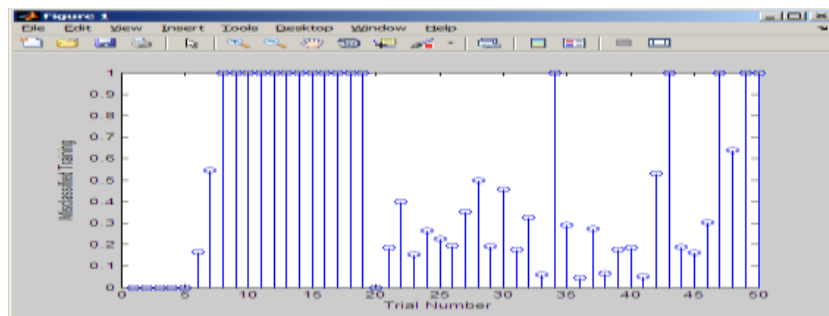 Figure 1
File Edit View Insert Tools Desktop Window Help
1
0.9
0.8
0.7
0.6
0.5
0.4
0.3
0.2
0.1
0
Misclassified Training
0 5 10 15 20 25 30 35 40 45 50
Trial Number